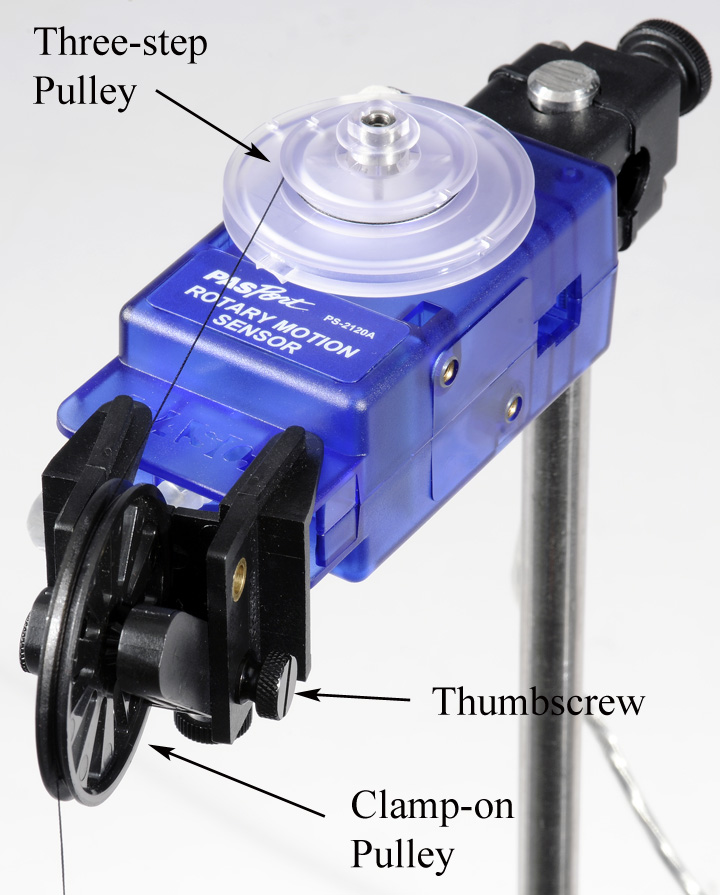 Three-step
Pulley
PASPort
ROTARY MOTION
SENSOR
PS-2120A
Thumbscrew
Clamp-on
Pulley